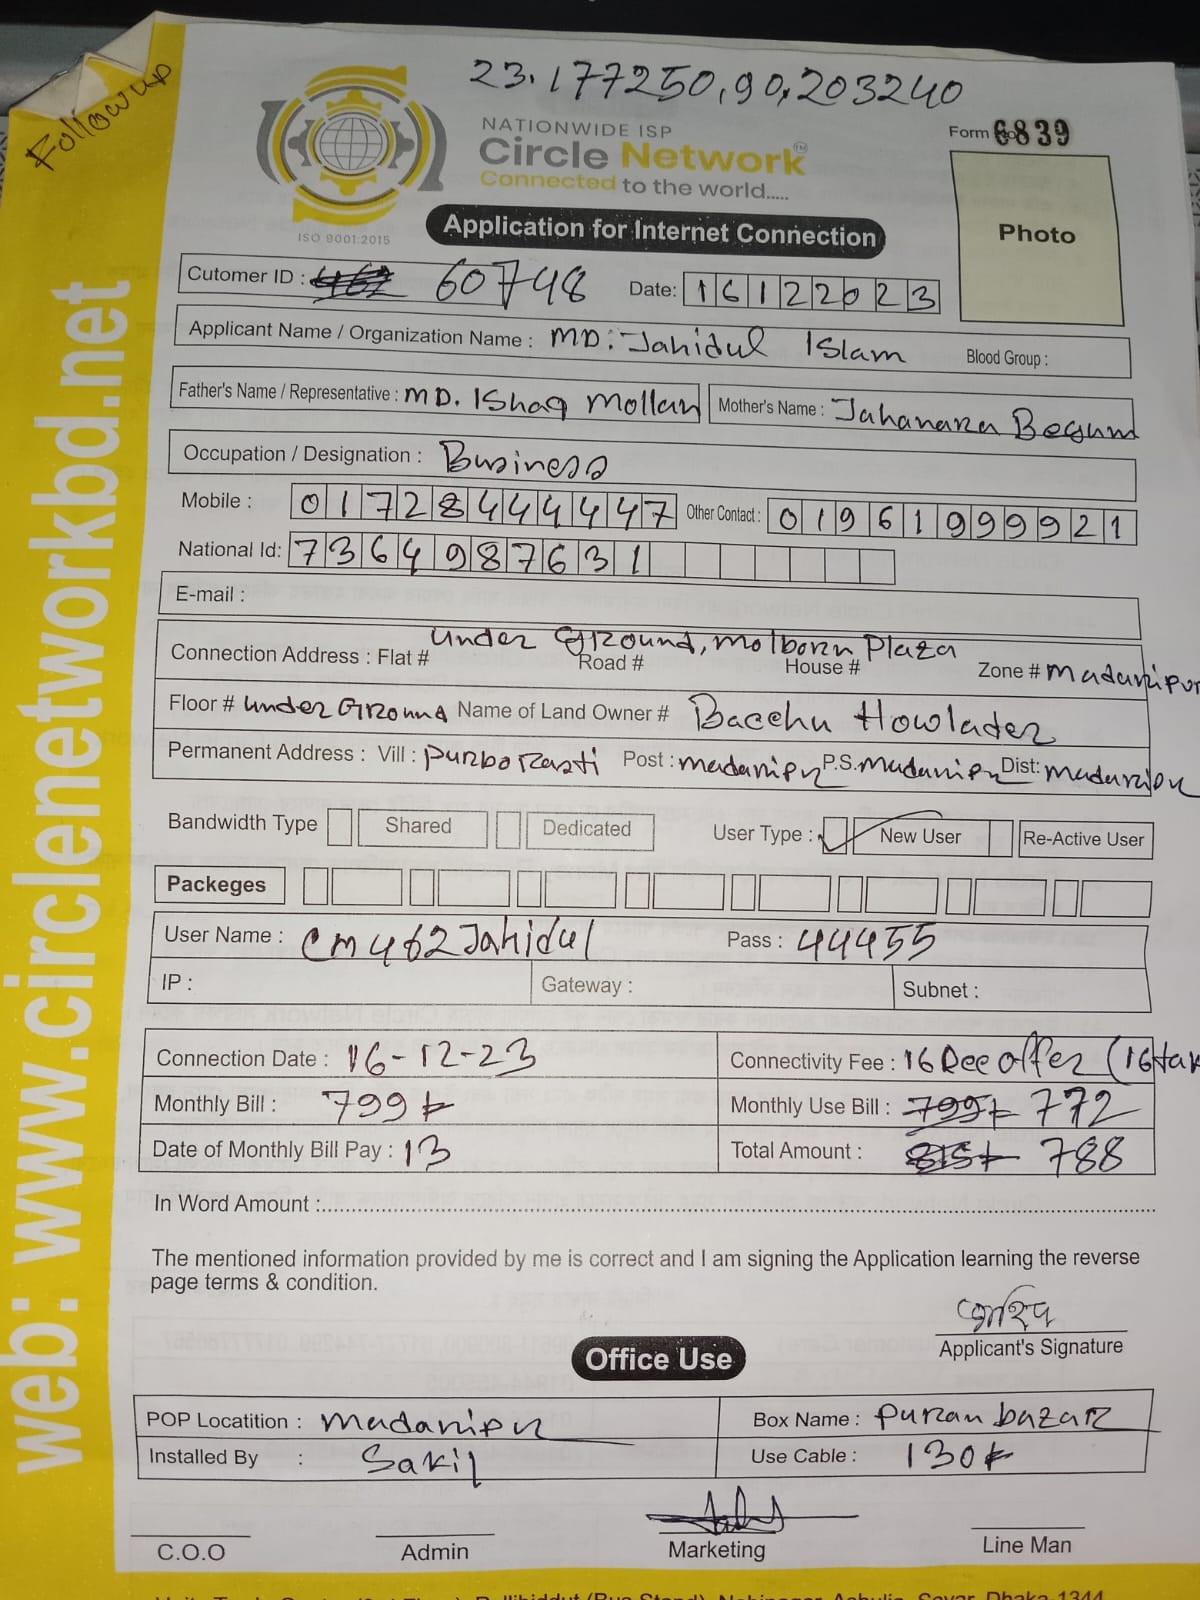 Followup
23.177250,90,203240
NATIONWIDE ISP
Circle Network™
Connected to the world.....
ISO 9001:2015
Form No 6839
Photo
Application for Internet Connection
Cutomer ID : 60748 Date: 16122023
Applicant Name / Organization Name : MD: Jahidul Islam Blood Group :
Father's Name / Representative : MD. Ishaq Mollah Mother's Name : Jahanara Begum
Occupation / Designation : Business
Mobile : 01728444447 Other Contact : 01961999921
National Id: 7364987631
E-mail :
under Ground, Molborn Plaza
Connection Address : Flat # Road # House # Zone # Madaripur
Floor # under Ground Name of Land Owner # Bacchu Howlader
Permanent Address : Vill : Purbo Rasti Post : madaripur P.S. madaripur Dist: madaripur
Bandwidth Type Shared Dedicated User Type : New User Re-Active User
Packeges
User Name : cm462Jahidul Pass : 44455
IP : Gateway : Subnet :
Connection Date : 16-12-23 Connectivity Fee : 16 Dec offer (16 tak
Monthly Bill : 799 Monthly Use Bill : 799 772
Date of Monthly Bill Pay : 13 Total Amount : 815 788
In Word Amount :
The mentioned information provided by me is correct and I am signing the Application learning the reverse
page terms & condition.
Applicant's Signature
Office Use
POP Locatition : Madaripur Box Name : Puran bazar
Installed By : Sakil Use Cable : 130
C.O.O Admin Marketing Line Man
web: www.circlenetworkbd.net